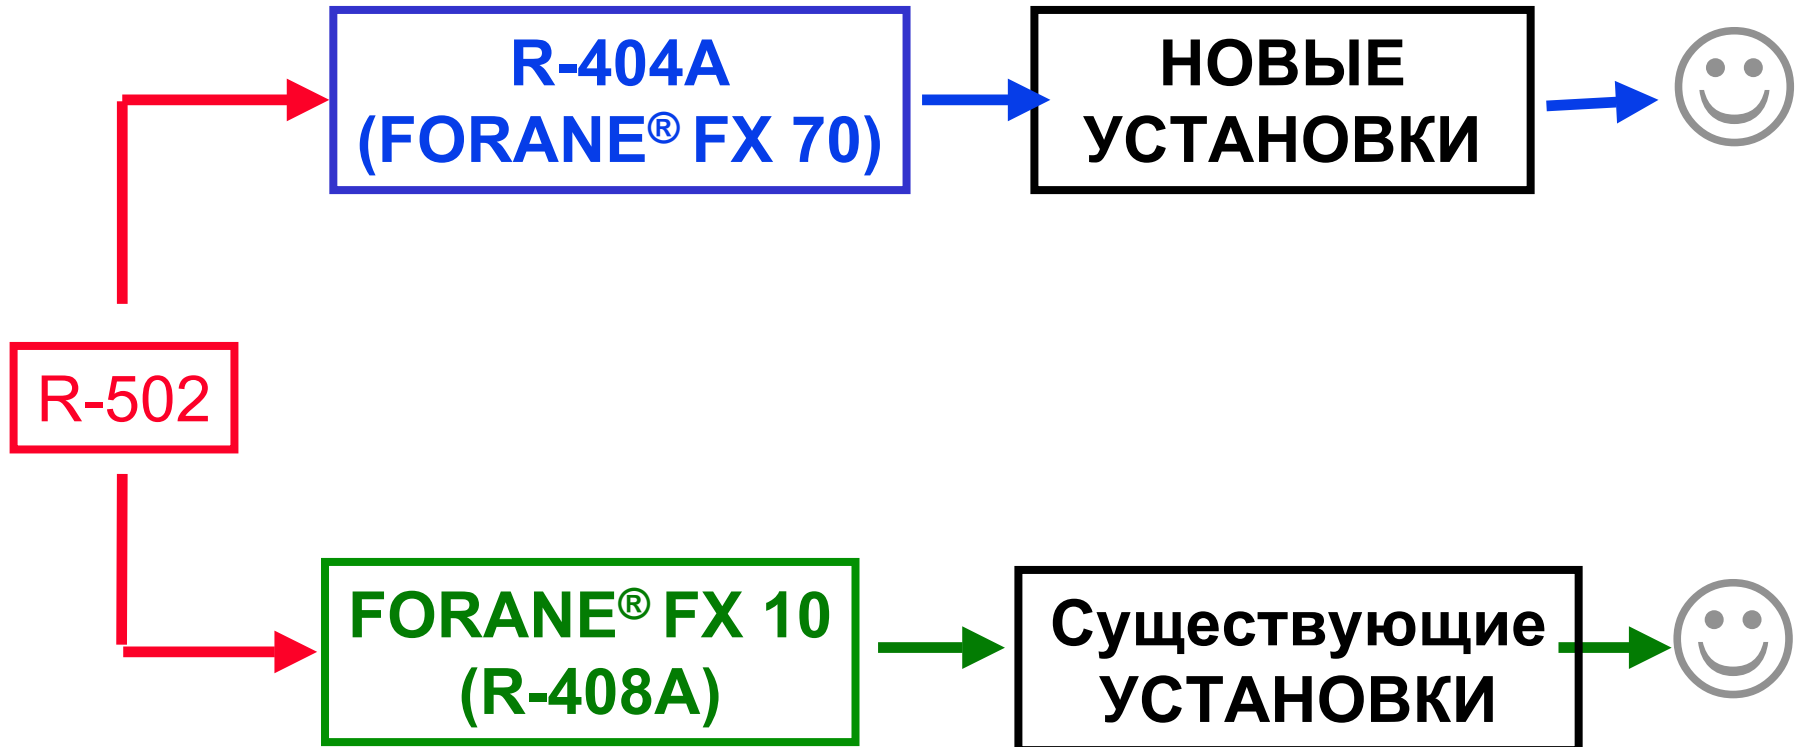 R-404A
(FORANE® FX 70)
НОВЫЕ
УСТАНОВКИ
R-502
FORANE® FX 10
(R-408A)
Существующие
УСТАНОВКИ